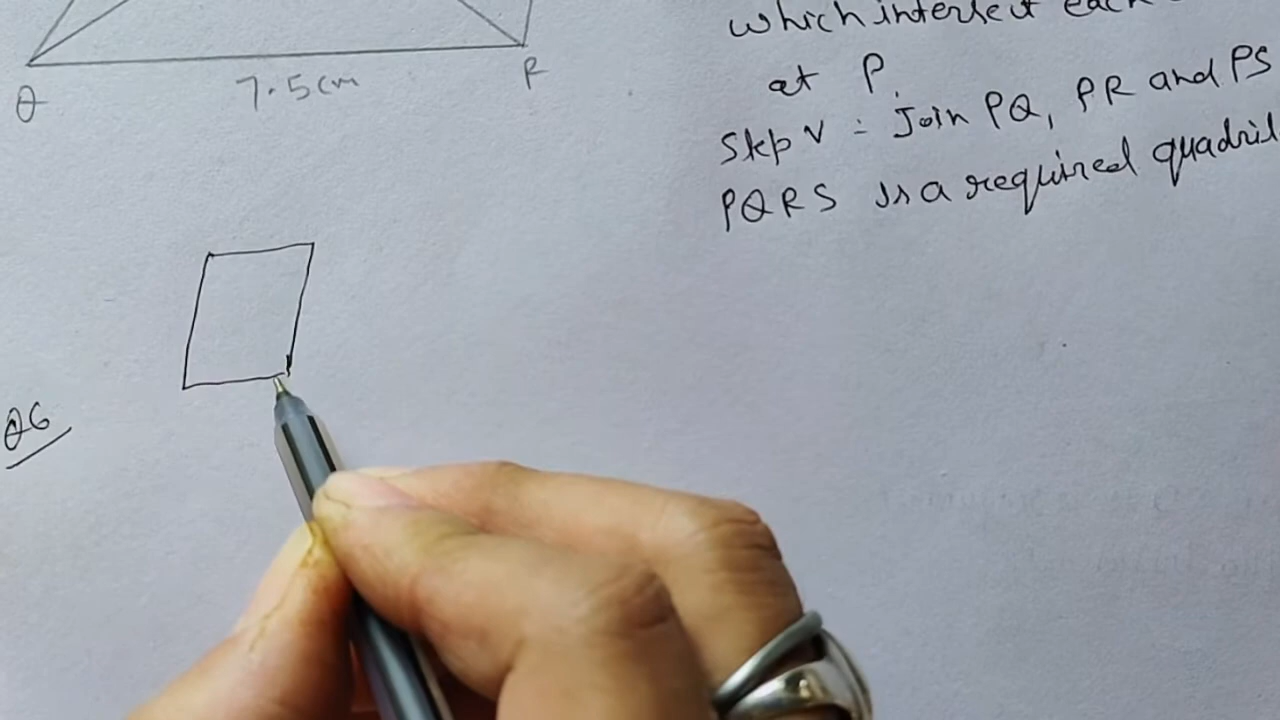 Q
7.5cm
R
which intersect each
at P.
Step V :- Join PQ, PR and PS
PQRS is a required quadril
Q6